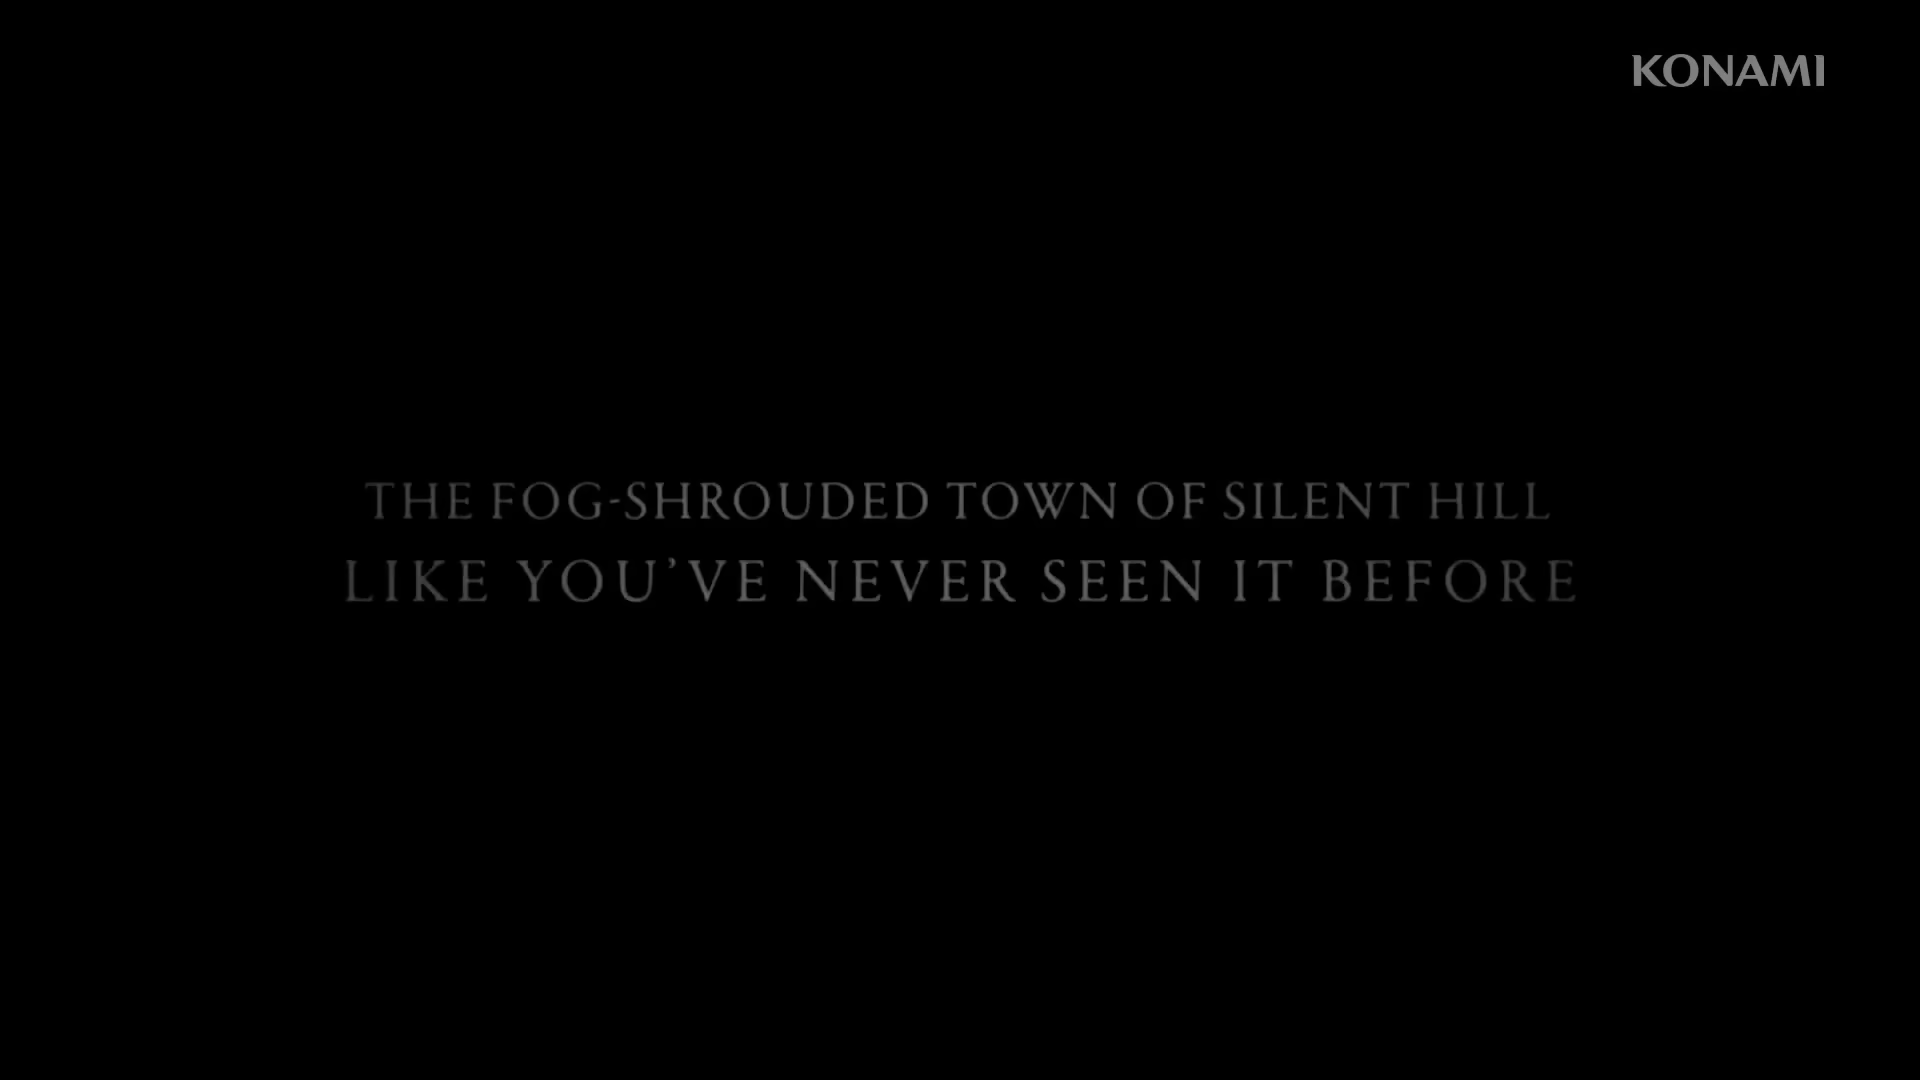 KONAMI
THE FOG-SHROUDED TOWN OF SILENT HILL
LIKE YOU’VE NEVER SEEN IT BEFORE